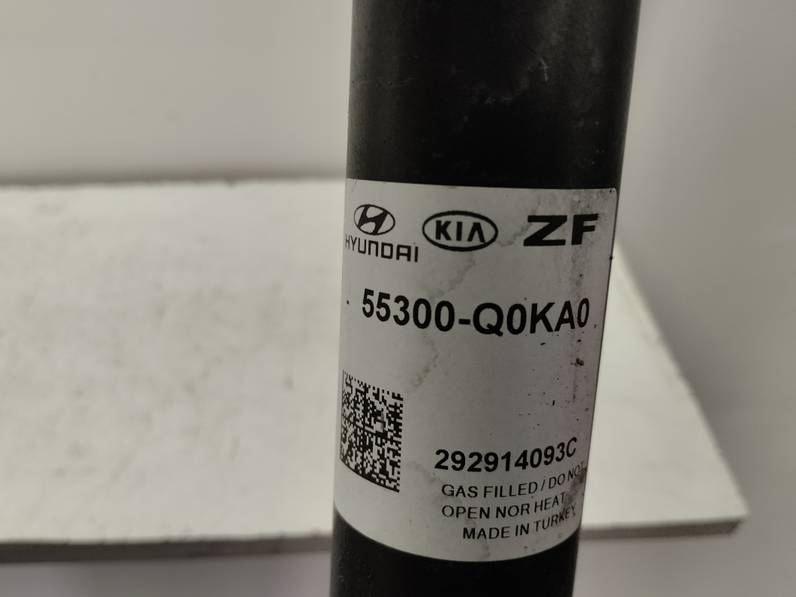 HYUNDAI KIA ZF
55300-Q0KA0
292914093C
GAS FILLED / DO NOT
OPEN NOR HEAT
MADE IN TURKEY